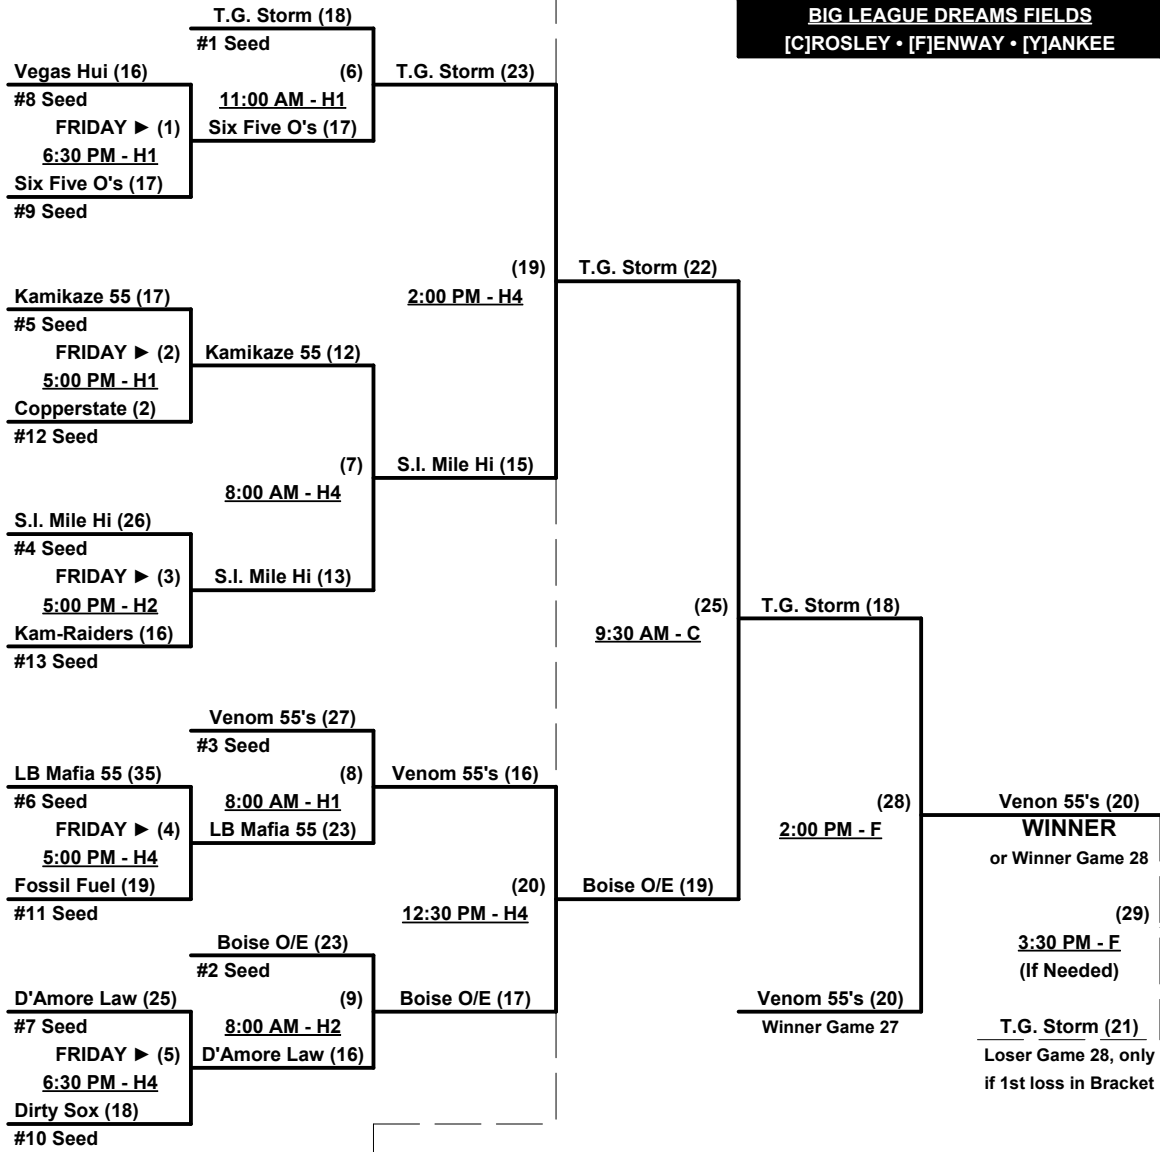 BIG LEAGUE DREAMS FIELDS
[C]ROSLEY • [F]ENWAY • [Y]ANKEE
T.G. Storm (18)
#1 Seed
Vegas Hui (16)
(6)
T.G. Storm (23)
#8 Seed
11:00 AM - H1
FRIDAY ► (1)
Six Five O's (17)
6:30 PM - H1
Six Five O's (17)
#9 Seed
(19)
T.G. Storm (22)
Kamikaze 55 (17)
2:00 PM - H4
#5 Seed
FRIDAY ► (2)
Kamikaze 55 (12)
5:00 PM - H1
Copperstate (2)
#12 Seed
(7)
S.I. Mile Hi (15)
8:00 AM - H4
S.I. Mile Hi (26)
#4 Seed
FRIDAY ► (3)
S.I. Mile Hi (13)
5:00 PM - H2
(25)
T.G. Storm (18)
Kam-Raiders (16)
9:30 AM - C
#13 Seed
Venom 55's (27)
#3 Seed
LB Mafia 55 (35)
(8)
Venom 55's (16)
#6 Seed
8:00 AM - H1
(28)
Venon 55's (20)
FRIDAY ► (4)
LB Mafia 55 (23)
2:00 PM - F
WINNER
5:00 PM - H4
or Winner Game 28
Fossil Fuel (19)
(20)
Boise O/E (19)
#11 Seed
12:30 PM - H4
(29)
Boise O/E (23)
3:30 PM - F
#2 Seed
(If Needed)
D'Amore Law (25)
(9)
Boise O/E (17)
Venom 55's (20)
#7 Seed
8:00 AM - H2
Winner Game 27
T.G. Storm (21)
FRIDAY ► (5)
D'Amore Law (16)
Loser Game 28, only
6:30 PM - H4
if 1st loss in Bracket
Dirty Sox (18)
#10 Seed